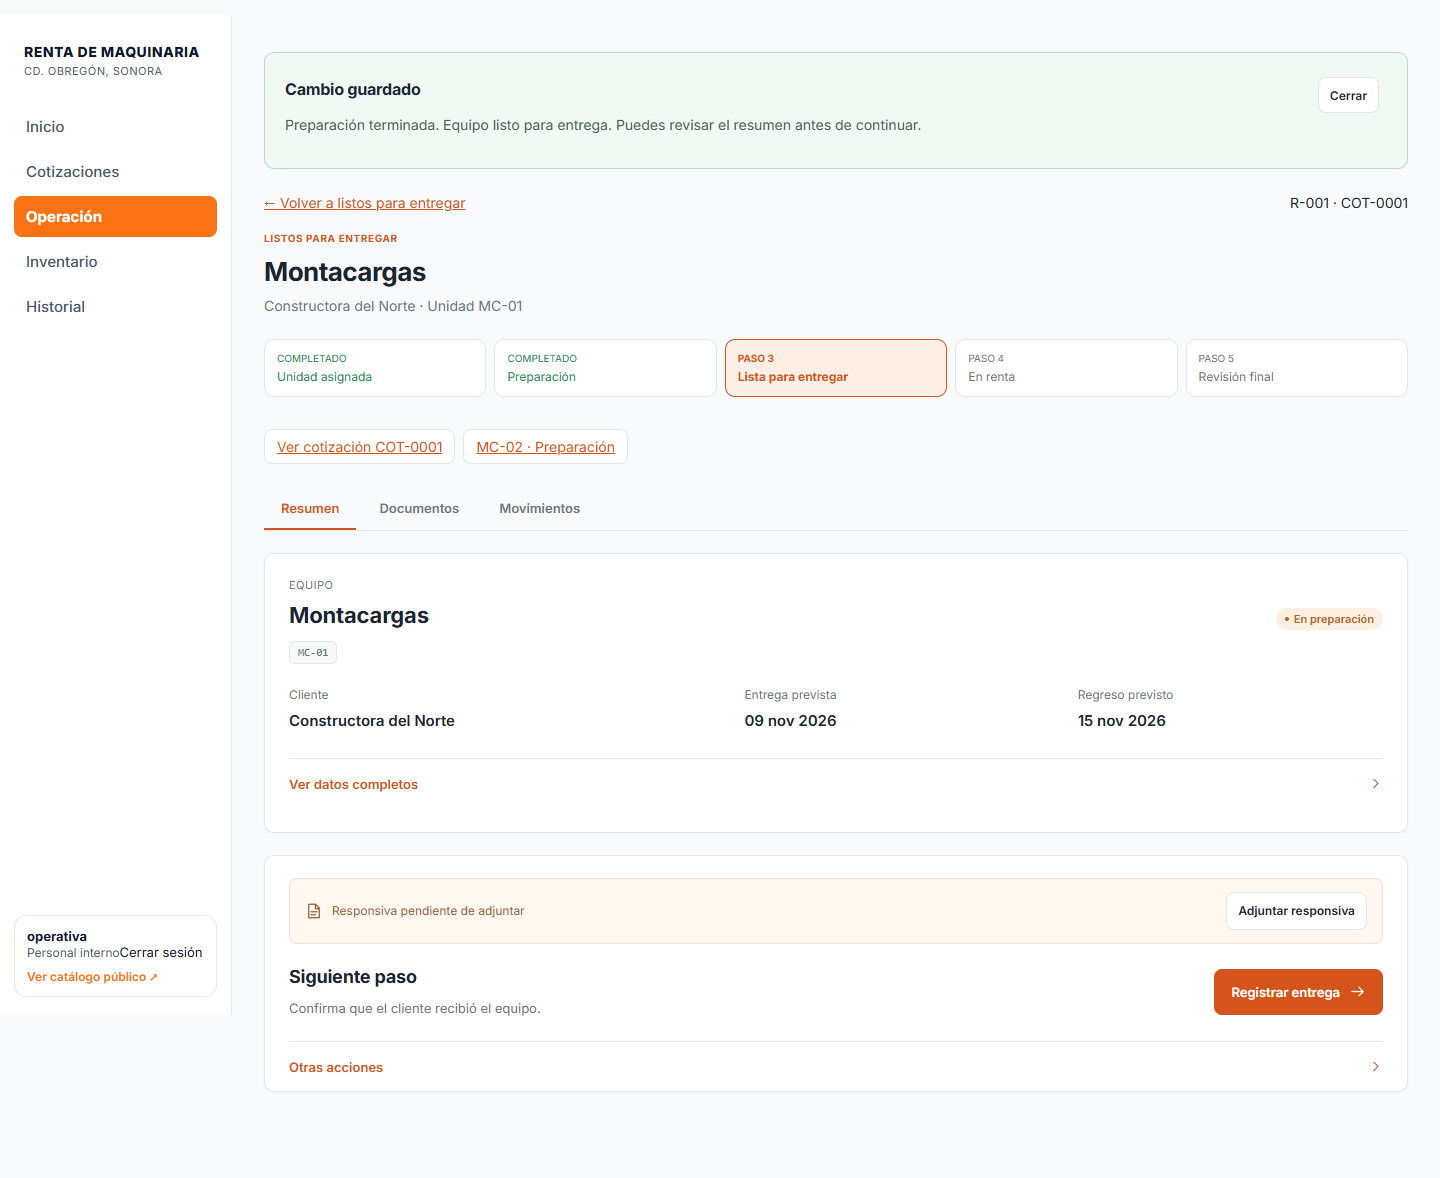 RENTA DE MAQUINARIA
CD. OBREGÓN, SONORA
Inicio
Cotizaciones
Operación
Inventario
Historial
operativa
Personal internoCerrar sesión
Ver catálogo público ↗
Cambio guardado
Cerrar
Preparación terminada. Equipo listo para entrega. Puedes revisar el resumen antes de continuar.
← Volver a listos para entregar
R-001 · COT-0001
LISTOS PARA ENTREGAR
Montacargas
Constructora del Norte · Unidad MC-01
COMPLETADO
Unidad asignada
COMPLETADO
Preparación
PASO 3
Lista para entregar
PASO 4
En renta
PASO 5
Revisión final
Ver cotización COT-0001
MC-02 · Preparación
Resumen
Documentos
Movimientos
EQUIPO
Montacargas
• En preparación
MC-01
Cliente
Constructora del Norte
Entrega prevista
09 nov 2026
Regreso previsto
15 nov 2026
Ver datos completos
Responsiva pendiente de adjuntar
Adjuntar responsiva
Siguiente paso
Confirma que el cliente recibió el equipo.
Registrar entrega →
Otras acciones